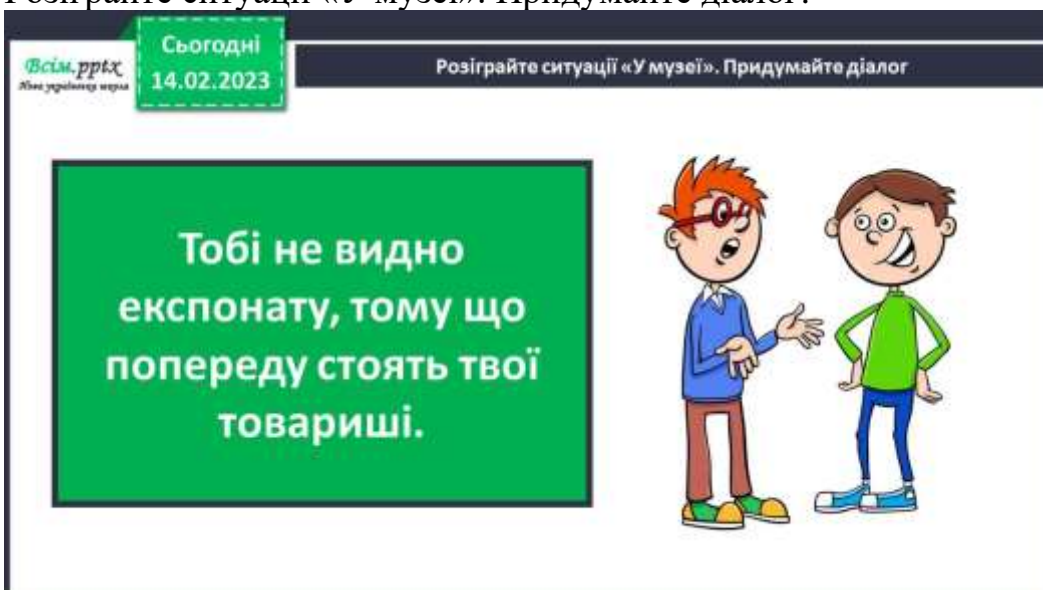 Розіграйте ситуації «У музеї». Придумайте діалог.
Всім.pptx
Нова українська школа
Сьогодні
14.02.2023
Розіграйте ситуації «У музеї». Придумайте діалог
Тобі не видно
експонату, тому що
попереду стоять твої
товариші.